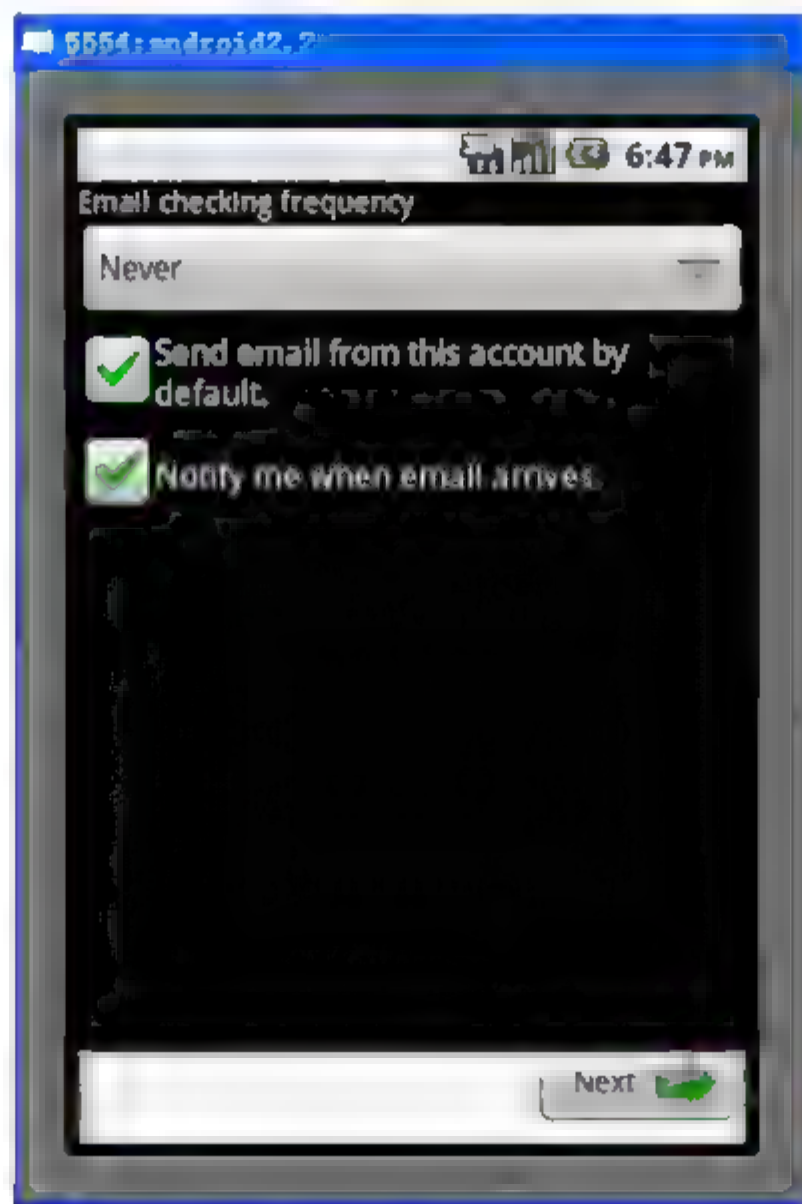 5554:android2.2
6:47 PM
Email checking frequency
Never
Send email from this account by
default.
Notify me when email arrives.
Next